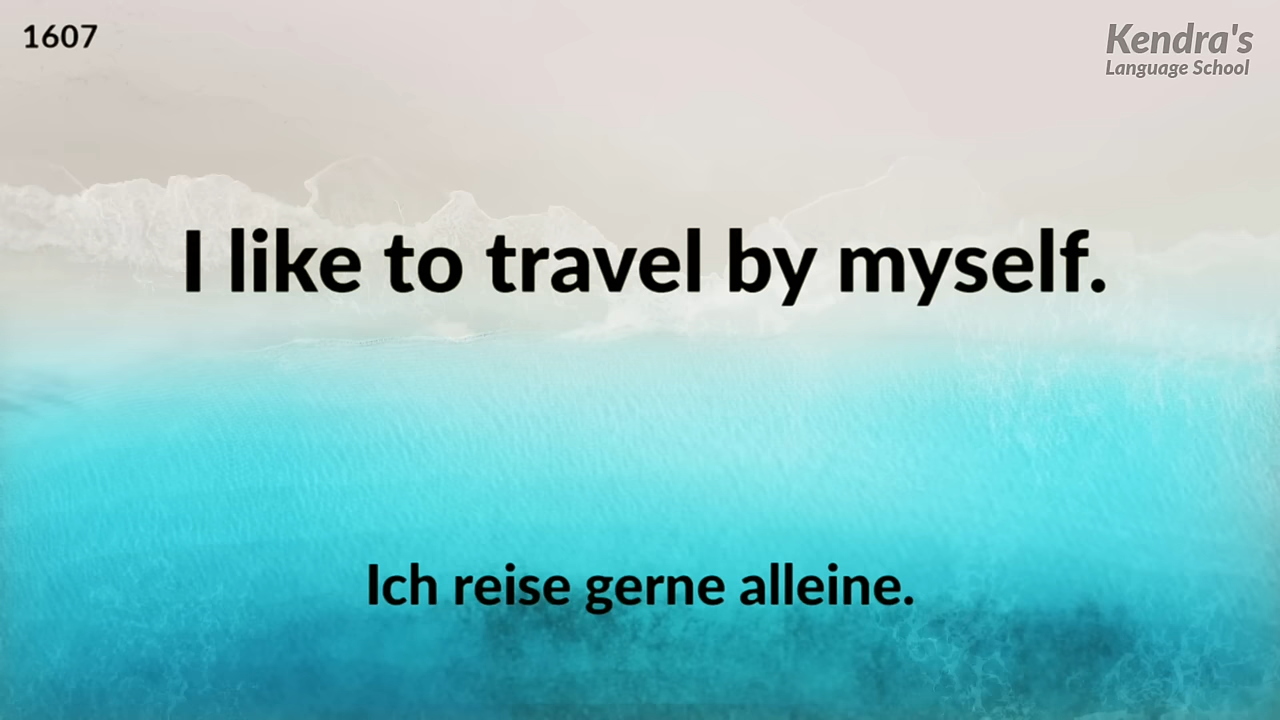 1607
Kendra's
Language School
I like to travel by myself.
Ich reise gerne alleine.